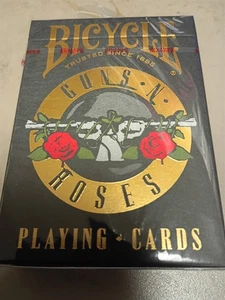 BICYCLE
TRUSTED SINCE 1885
®
GUNS N'
ROSES
PLAYING • CARDS